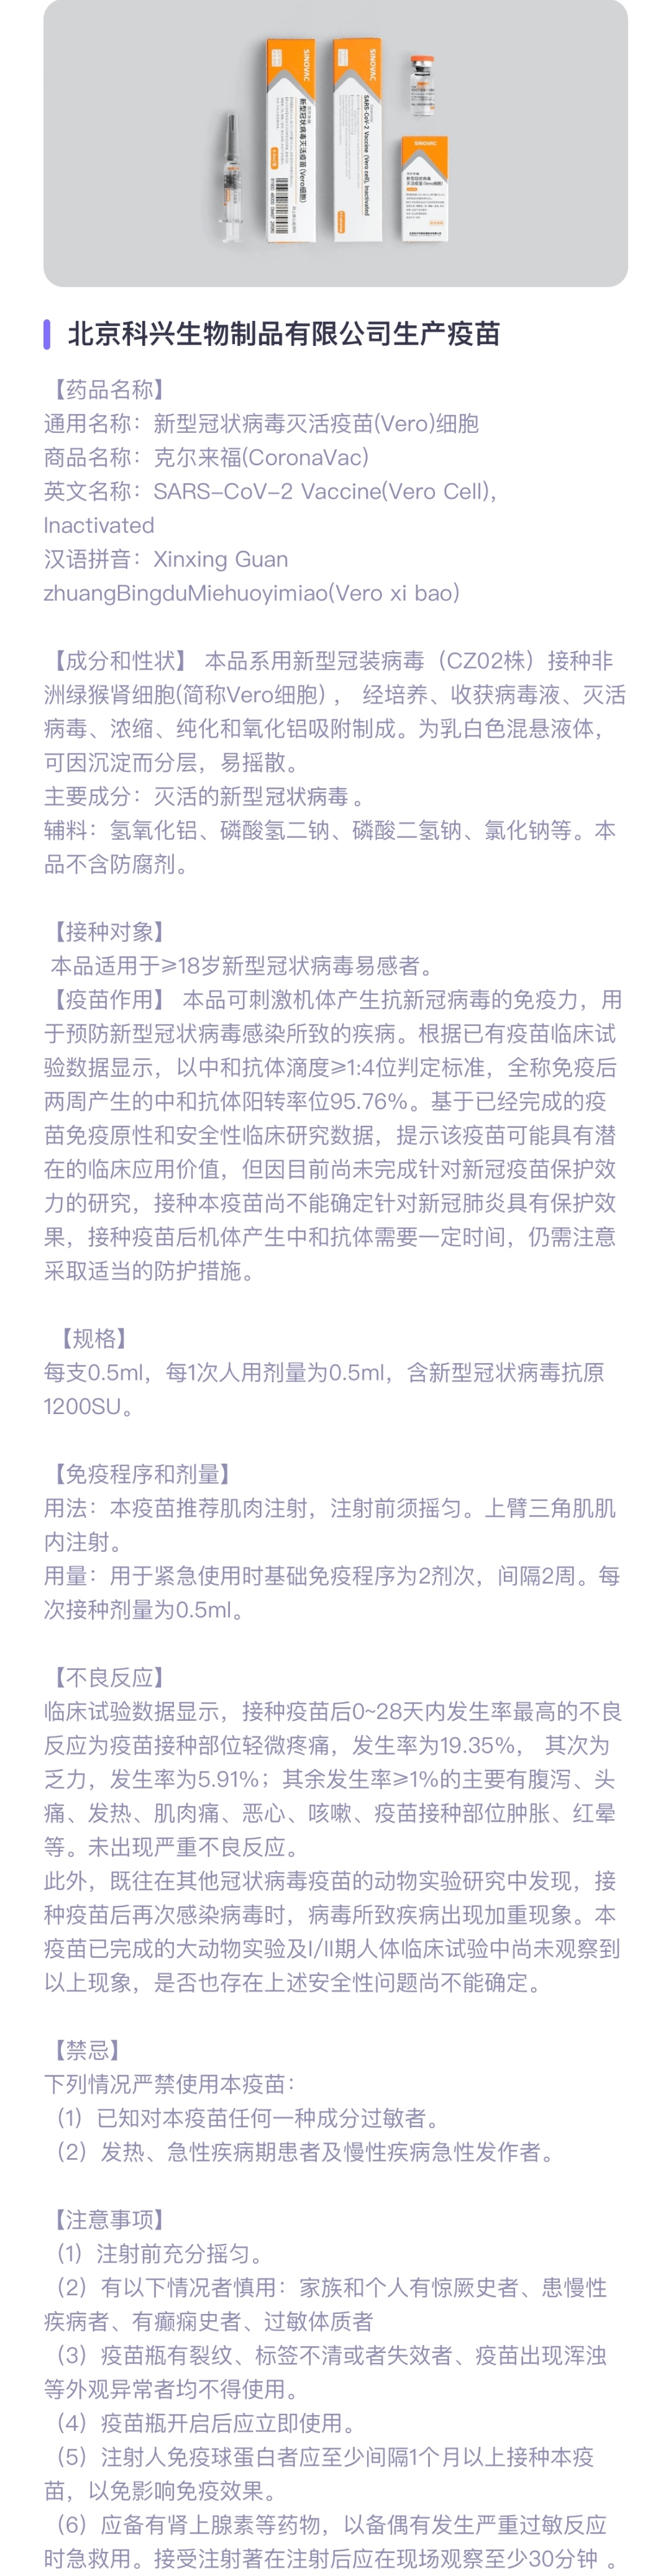 SINOVAC
新型冠状病毒灭活疫苗(Vero细胞)
SINOVAC
SARS-CoV-2 Vaccine (Vero cell), Inactivated
SINOVAC
新型冠状病毒
灭活疫苗(Vero细胞)
北京科兴生物制品有限公司生产疫苗
【药品名称】
通用名称：新型冠状病毒灭活疫苗(Vero)细胞
商品名称：克尔来福(CoronaVac)
英文名称：SARS-CoV-2 Vaccine(Vero Cell),
Inactivated
汉语拼音：Xinxing Guan
zhuangBingduMiehuoyimiao(Vero xi bao)
【成分和性状】 本品系用新型冠装病毒（CZ02株）接种非
洲绿猴肾细胞(简称Vero细胞) ， 经培养、收获病毒液、灭活
病毒、浓缩、纯化和氧化铝吸附制成。为乳白色混悬液体，
可因沉淀而分层，易摇散。
主要成分：灭活的新型冠状病毒 。
辅料：氢氧化铝、磷酸氢二钠、磷酸二氢钠、氯化钠等。本
品不含防腐剂。
【接种对象】
本品适用于≥18岁新型冠状病毒易感者。
【疫苗作用】 本品可刺激机体产生抗新冠病毒的免疫力，用
于预防新型冠状病毒感染所致的疾病。根据已有疫苗临床试
验数据显示，以中和抗体滴度≥1:4位判定标准，全称免疫后
两周产生的中和抗体阳转率位95.76%。基于已经完成的疫
苗免疫原性和安全性临床研究数据，提示该疫苗可能具有潜
在的临床应用价值，但因目前尚未完成针对新冠疫苗保护效
力的研究，接种本疫苗尚不能确定针对新冠肺炎具有保护效
果，接种疫苗后机体产生中和抗体需要一定时间，仍需注意
采取适当的防护措施。
【规格】
每支0.5ml，每1次人用剂量为0.5ml，含新型冠状病毒抗原
1200SU。
【免疫程序和剂量】
用法：本疫苗推荐肌肉注射，注射前须摇匀。上臂三角肌肌
内注射。
用量：用于紧急使用时基础免疫程序为2剂次，间隔2周。每
次接种剂量为0.5ml。
【不良反应】
临床试验数据显示，接种疫苗后0~28天内发生率最高的不良
反应为疫苗接种部位轻微疼痛，发生率为19.35%， 其次为
乏力，发生率为5.91%；其余发生率≥1%的主要有腹泻、头
痛、发热、肌肉痛、恶心、咳嗽、疫苗接种部位肿胀、红晕
等。未出现严重不良反应。
此外，既往在其他冠状病毒疫苗的动物实验研究中发现，接
种疫苗后再次感染病毒时，病毒所致疾病出现加重现象。本
疫苗已完成的大动物实验及I/II期人体临床试验中尚未观察到
以上现象，是否也存在上述安全性问题尚不能确定。
【禁忌】
下列情况严禁使用本疫苗：
（1）已知对本疫苗任何一种成分过敏者。
（2）发热、急性疾病期患者及慢性疾病急性发作者。
【注意事项】
（1）注射前充分摇匀。
（2）有以下情况者慎用：家族和个人有惊厥史者、患慢性
疾病者、有癫痫史者、过敏体质者
（3）疫苗瓶有裂纹、标签不清或者失效者、疫苗出现浑浊
等外观异常者均不得使用。
（4）疫苗瓶开启后应立即使用。
（5）注射人免疫球蛋白者应至少间隔1个月以上接种本疫
苗，以免影响免疫效果。
（6）应备有肾上腺素等药物，以备偶有发生严重过敏反应
时急救用。接受注射著在注射后应在现场观察至少30分钟 。